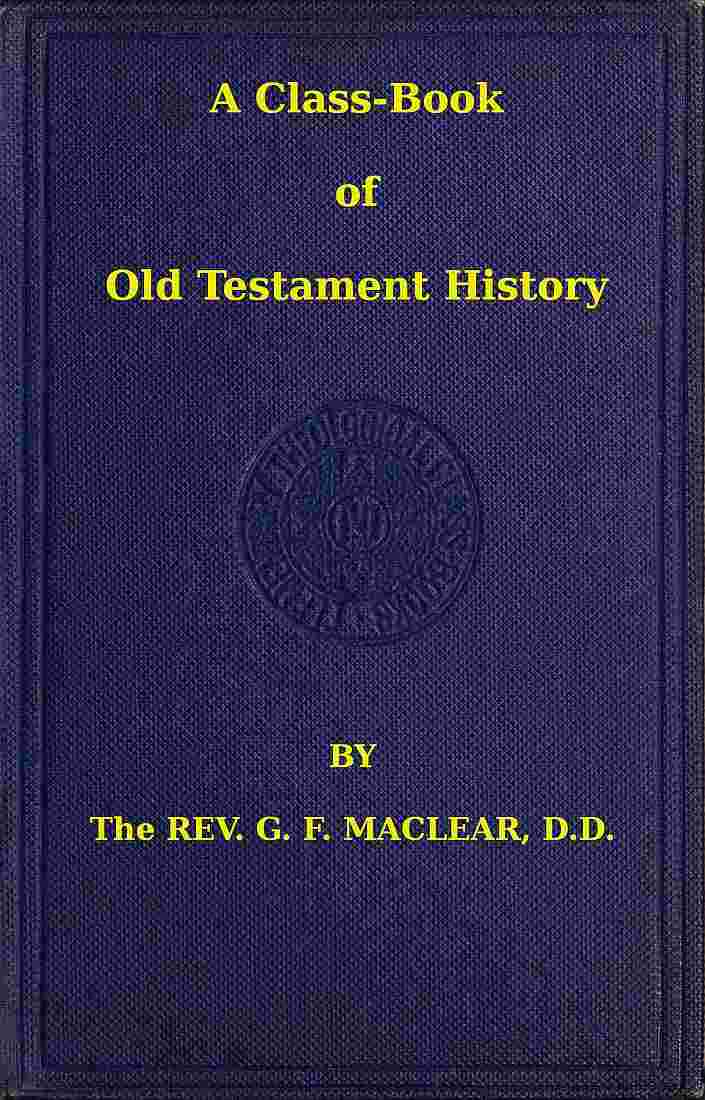 A Class-Book
of
Old Testament History
BY
The REV. G. F. MACLEAR, D.D.